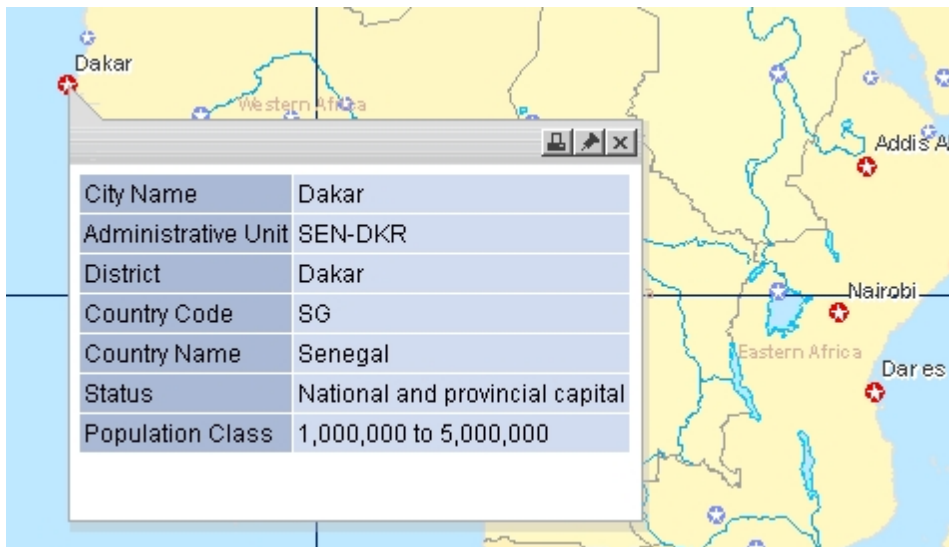 Dakar
Western Africa
Addis A
City Name Dakar
Administrative Unit SEN-DKR
District Dakar
Country Code SG
Country Name Senegal
Status National and provincial capital
Population Class 1,000,000 to 5,000,000
Nairobi
Eastern Africa
Dar es